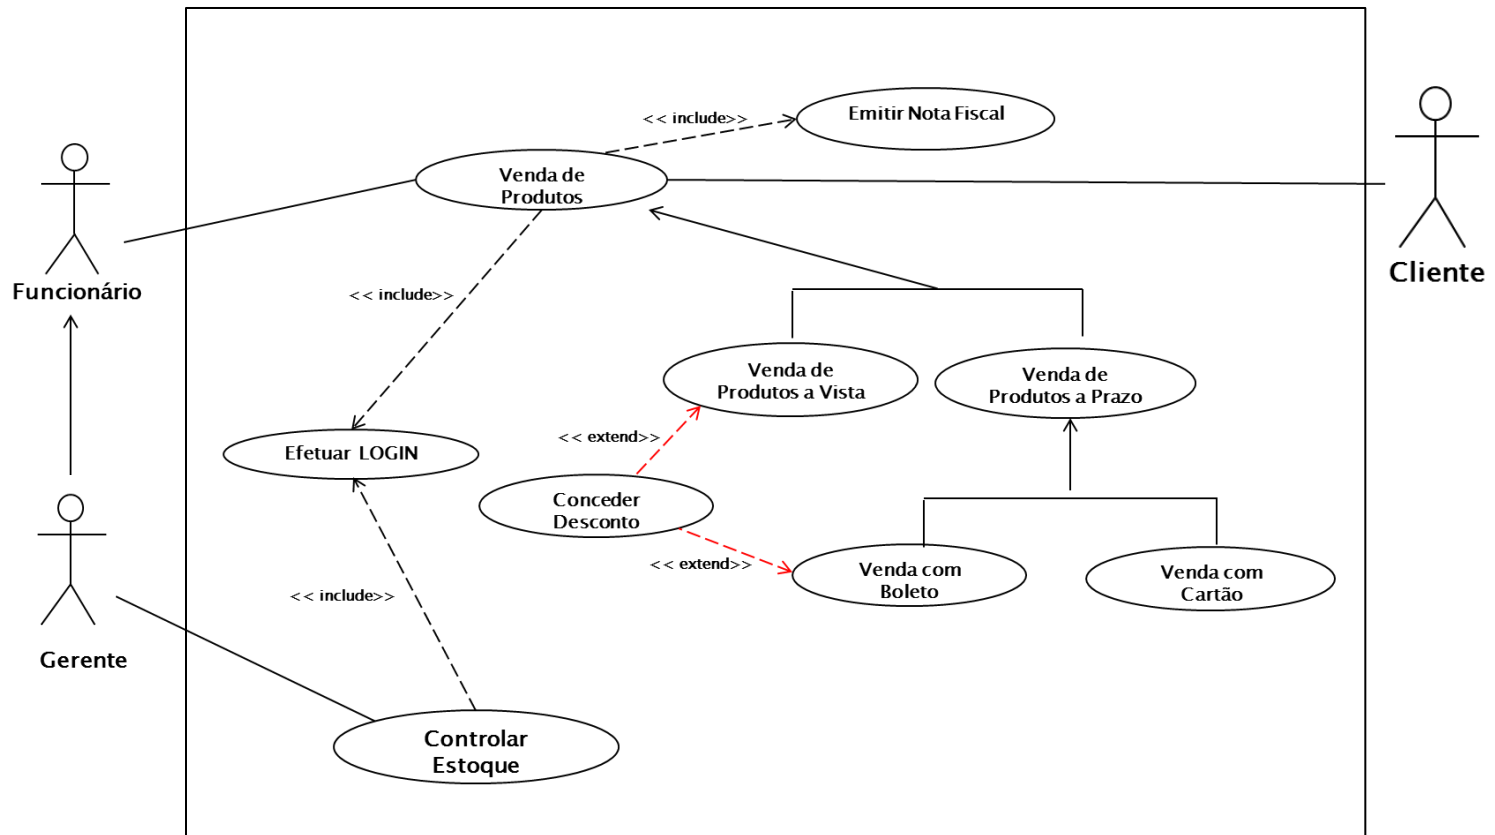 Emitir Nota Fiscal
<< include>>
Venda de
Produtos
Cliente
Funcionário
<< include>>
Venda de
Produtos a Vista
Venda de
Produtos a Prazo
<< extend>>
Efetuar LOGIN
Conceder
Desconto
<< extend>>
Venda com
Boleto
Venda com
Cartão
<< include>>
Gerente
Controlar
Estoque